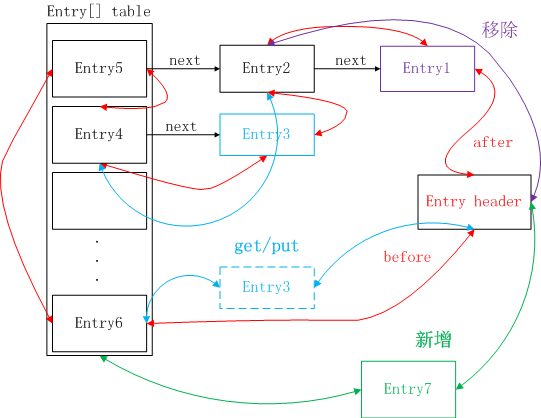 Entry[] table
移除
next
next
Entry5
Entry2
Entry1
next
Entry4
Entry3
after
Entry header
get/put
before
Entry3
.
.
.
Entry6
新增
Entry7